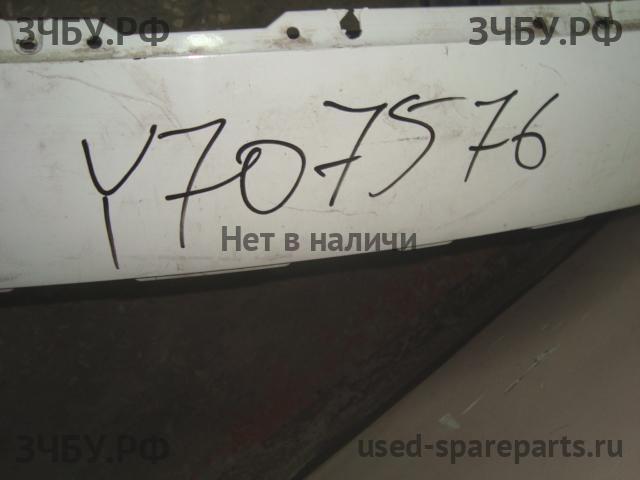 ЗЧБУ.РФ ЗЧБУ.РФ
Y707576
Нет в наличи
ЗЧБУ.РФ used-spareparts.ru